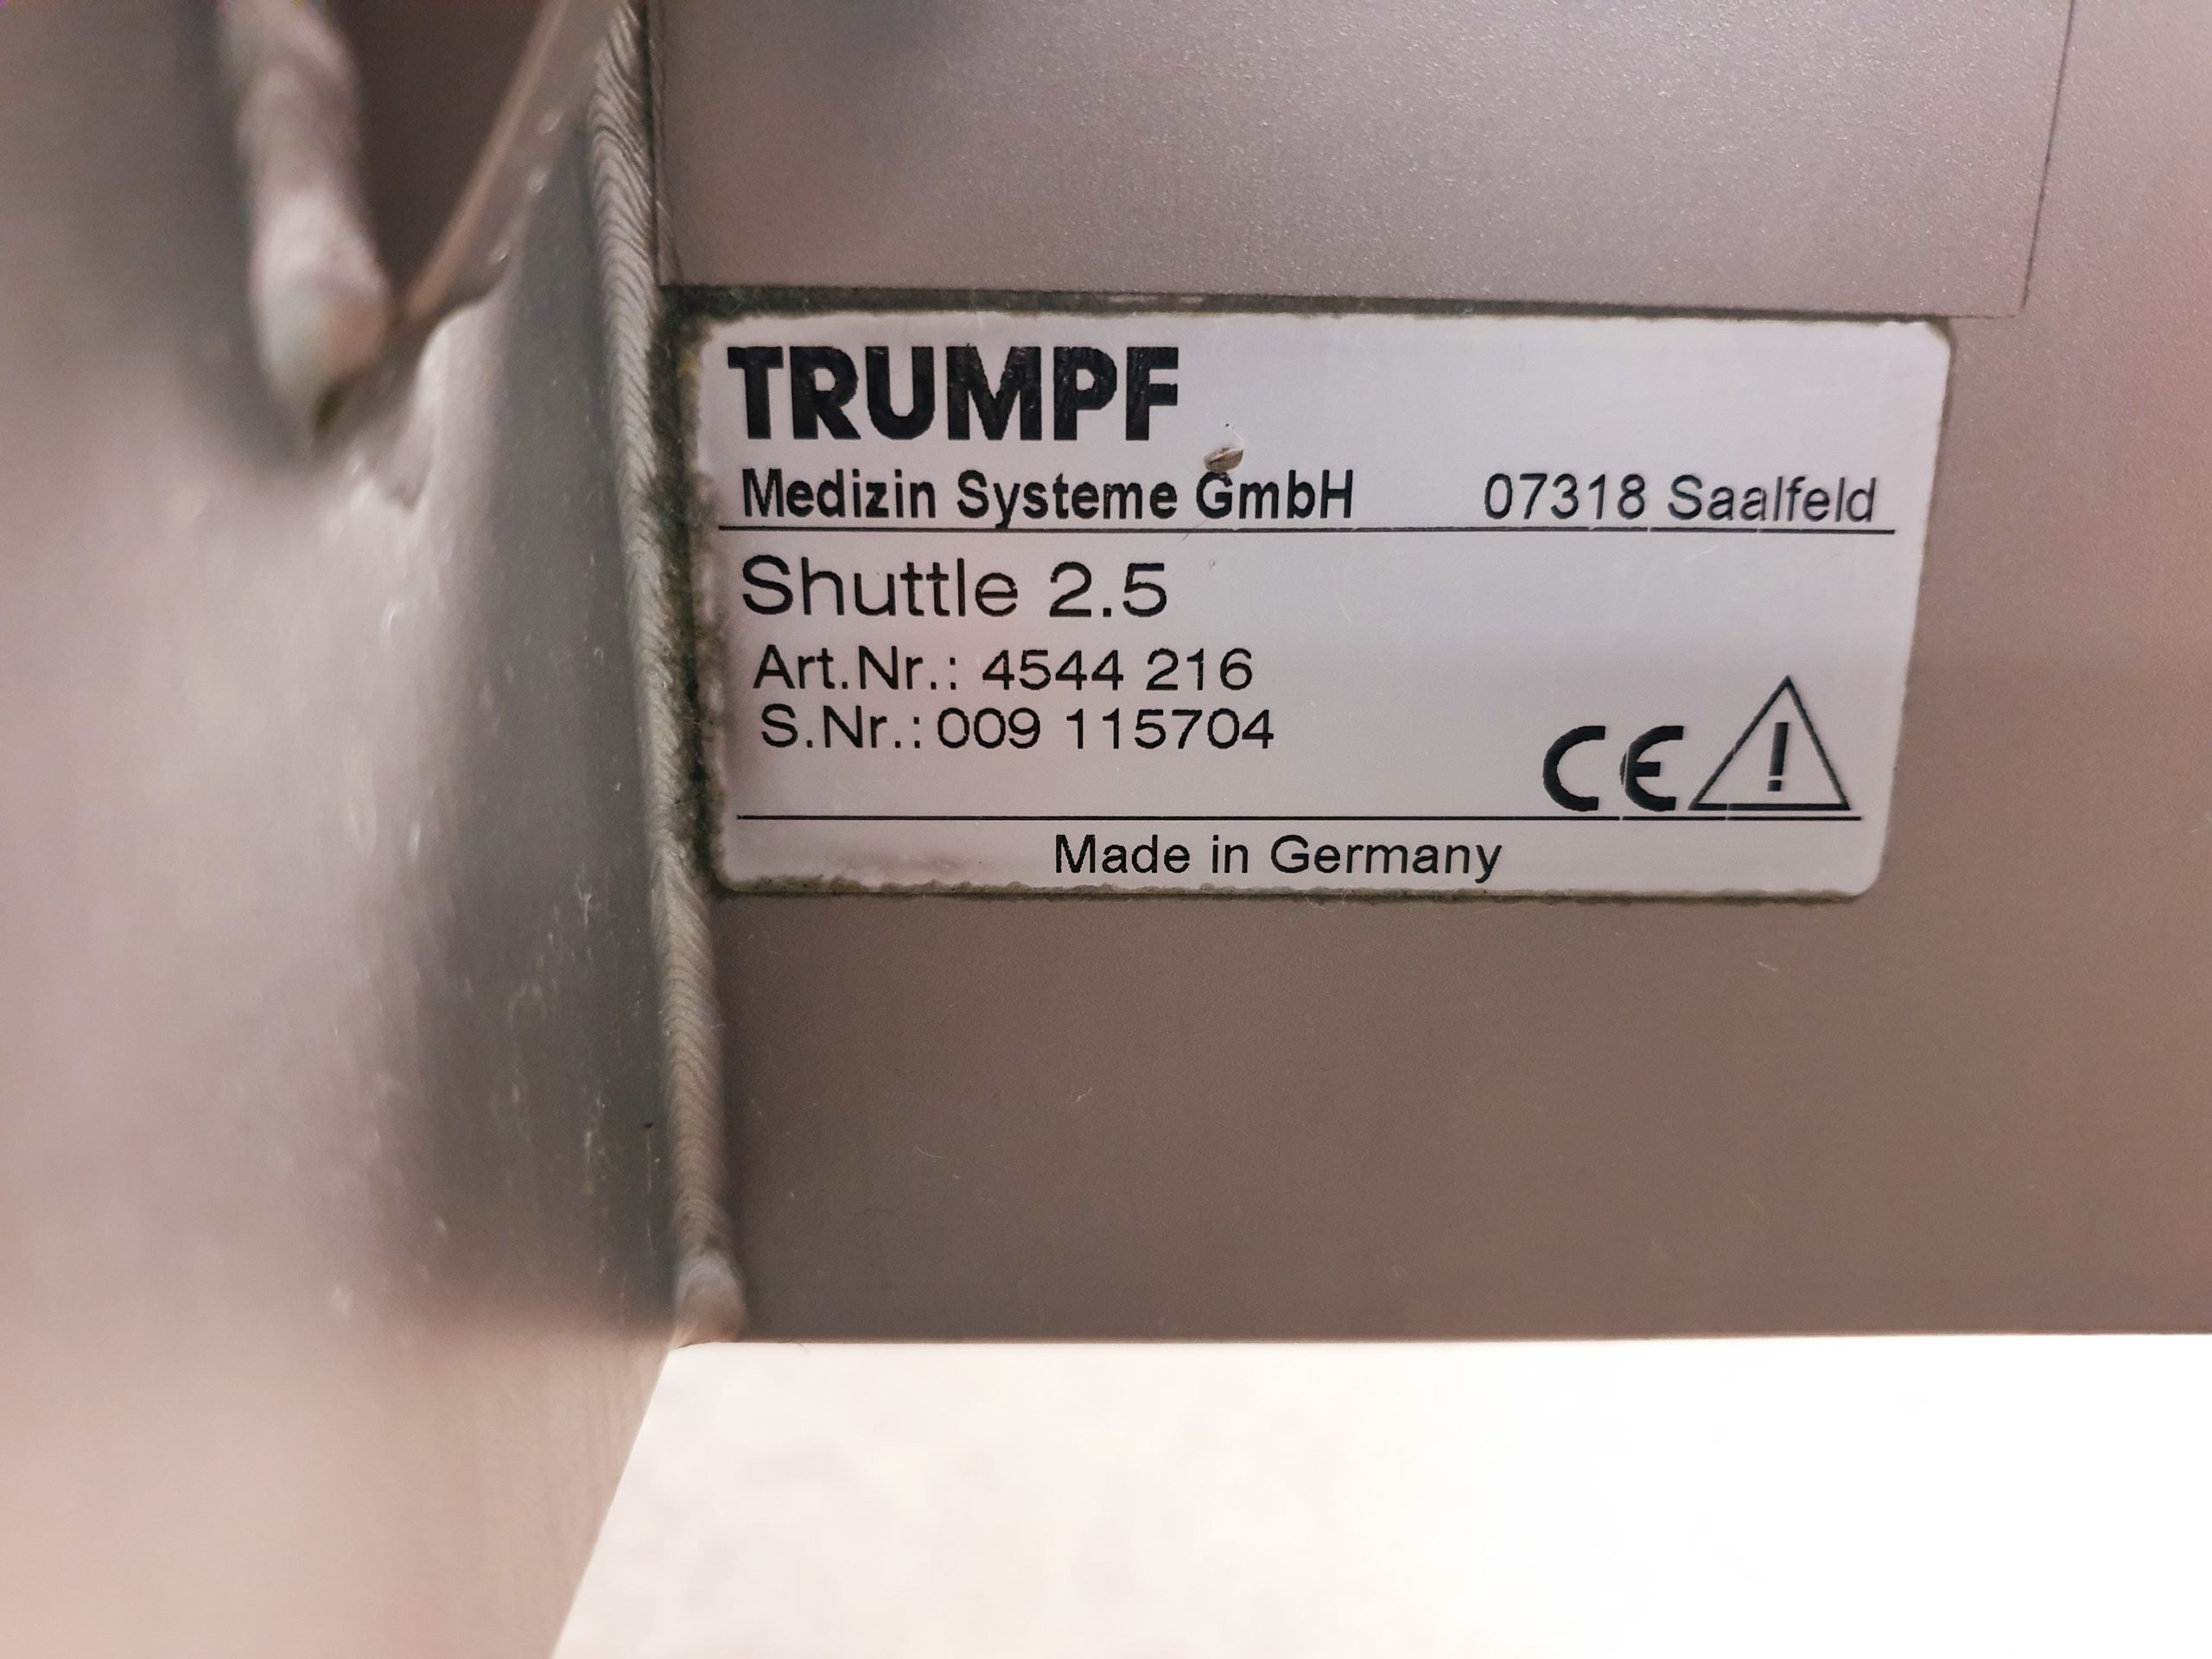 TRUMPF
Medizin Systeme GmbH 07318 Saalfeld
Shuttle 2.5
Art.Nr.: 4544 216
S.Nr.: 009 115704
CE !
Made in Germany